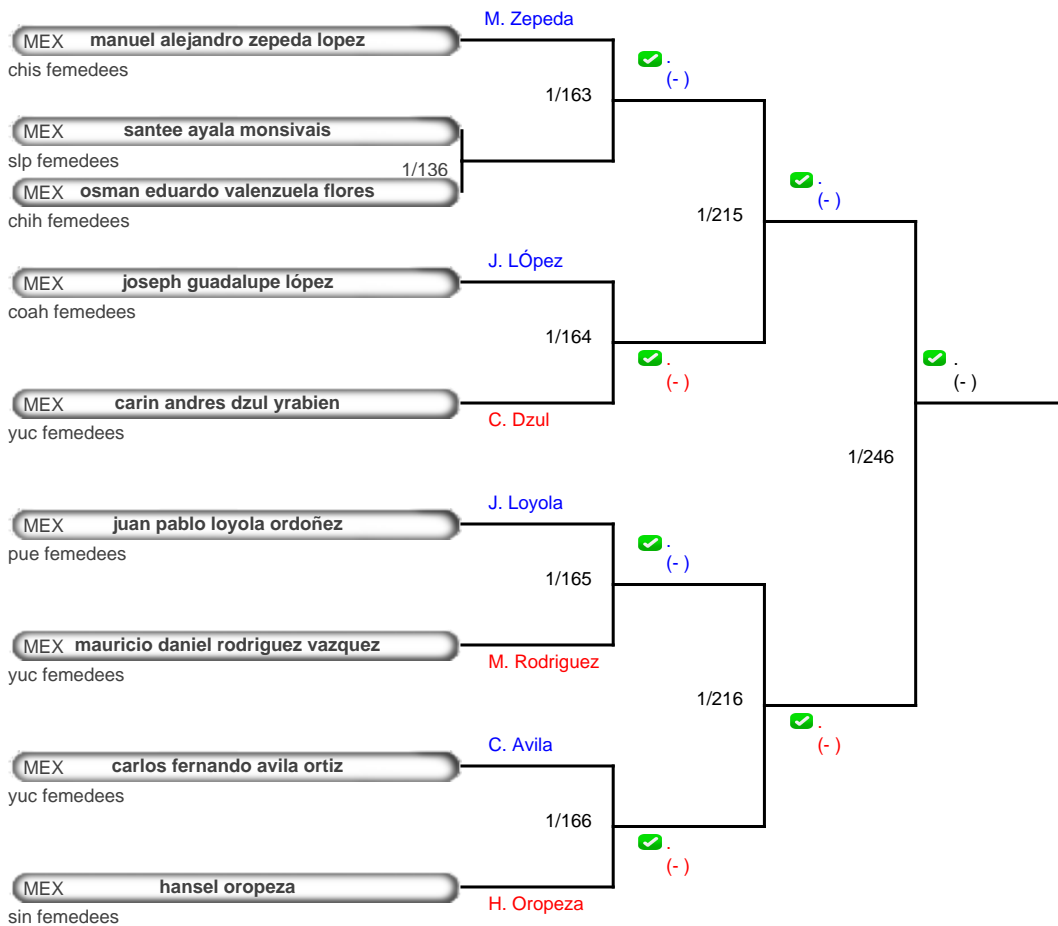 M. Zepeda
MEX manuel alejandro zepeda lopez
chis femedees
.
(- )
1/163
MEX santee ayala monsivais
slp femedees
1/136
MEX osman eduardo valenzuela flores
chih femedees
.
(- )
1/215
J. LÓpez
MEX joseph guadalupe lópez
coah femedees
1/164
.
(- )
.
(- )
MEX carin andres dzul yrabien
yuc femedees
C. Dzul
1/246
J. Loyola
MEX juan pablo loyola ordoñez
pue femedees
.
(- )
1/165
MEX mauricio daniel rodriguez vazquez
yuc femedees
M. Rodriguez
1/216
.
(- )
C. Avila
MEX carlos fernando avila ortiz
yuc femedees
1/166
.
(- )
MEX hansel oropeza
sin femedees
H. Oropeza